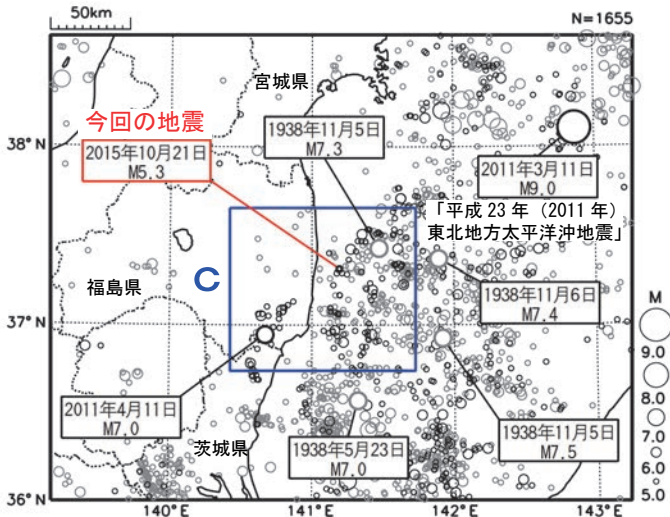 50km
N=1655
宮城県
今回の地震
1938年11月5日
M7.3
38°N
2015年10月21日
M5.3
2011年3月11日
M9.0
「平成 23 年（2011 年）
東北地方太平洋沖地震」
C
福島県
1938年11月6日
M7.4
M
37°N
9.0
8.0
2011年4月11日
M7.0
1938年11月5日
M7.5
7.0
茨城県
1938年5月23日
M7.0
6.0
5.0
36°N
140°E
141°E
142°E
143°E